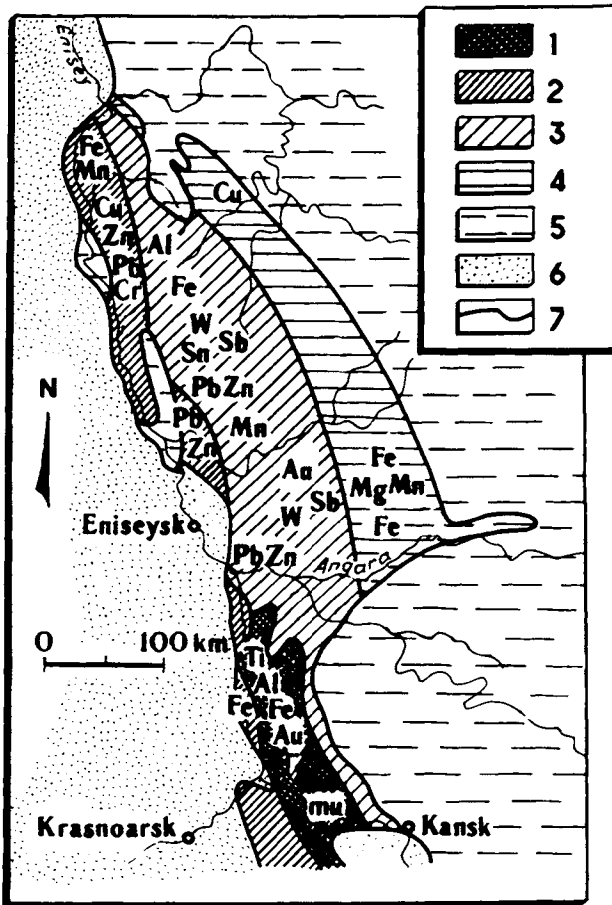 Enisey
1
2
3
4
5
6
7
Fe
Mn
Cu
Zn
Pb
Cr
Cu
Al
Fe
W
Sn
Sb
Pb Zn
Pb
Zn
Mn
Au
Sb
W
Pb Zn
Fe
Mg Mn
Fe
N
Eniseysk
Angara
0 100 km
Ti
Al
Fe
Fe
Au
mu
Krasnoarsk
Kansk